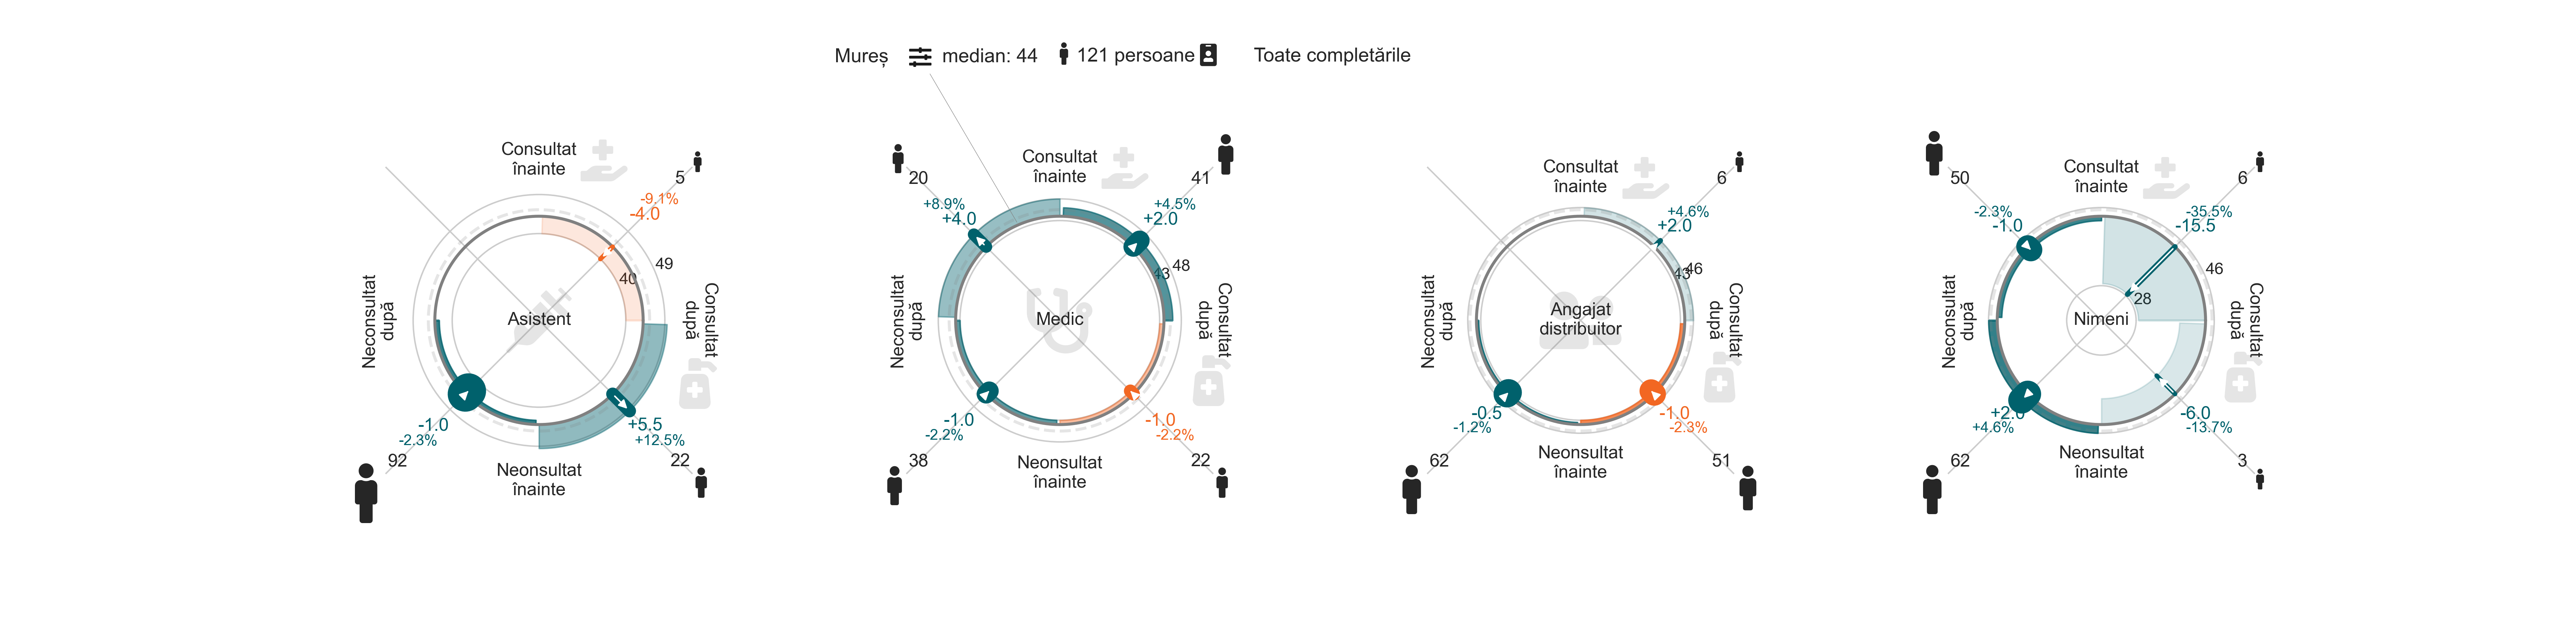 Mureș median: 44 121 persoane Toate completările
Consultat
înainte
5
-9.1%
-4.0
49
40
Asistent
Neconsultat
după
Consultat
după
-1.0
-2.3%
92
+5.5
+12.5%
22
Neonsultat
înainte
Consultat
înainte
20
+8.9%
+4.0
41
+4.5%
+2.0
48
43
Medic
Neconsultat
după
Consultat
după
-1.0
-2.2%
38
-1.0
-2.2%
22
Neonsultat
înainte
Consultat
înainte
6
+4.6%
+2.0
46
43
Angajat
distribuitor
Neconsultat
după
Consultat
după
-0.5
-1.2%
62
-1.0
-2.3%
51
Neonsultat
înainte
Consultat
înainte
50
-2.3%
-1.0
6
-35.5%
-15.5
46
28
Nimeni
Neconsultat
după
Consultat
după
+2.0
+4.6%
62
-6.0
-13.7%
3
Neonsultat
înainte